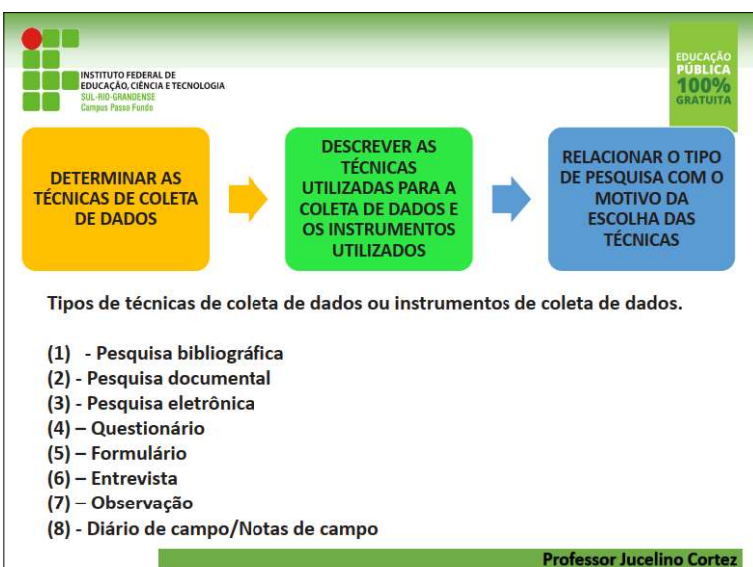 INSTITUTO FEDERAL DE
EDUCAÇÃO, CIÊNCIA E TECNOLOGIA
SUL-RIO-GRANDENSE
Campus Passo Fundo
EDUCAÇÃO
PÚBLICA
100%
GRATUITA
DETERMINAR AS
TÉCNICAS DE COLETA
DE DADOS
DESCREVER AS
TÉCNICAS
UTILIZADAS PARA A
COLETA DE DADOS E
OS INSTRUMENTOS
UTILIZADOS
RELACIONAR O TIPO
DE PESQUISA COM O
MOTIVO DA
ESCOLHA DAS
TÉCNICAS
Tipos de técnicas de coleta de dados ou instrumentos de coleta de dados.
(1) - Pesquisa bibliográfica
(2) - Pesquisa documental
(3) - Pesquisa eletrônica
(4) – Questionário
(5) – Formulário
(6) – Entrevista
(7) – Observação
(8) - Diário de campo/Notas de campo
Professor Jucelino Cortez